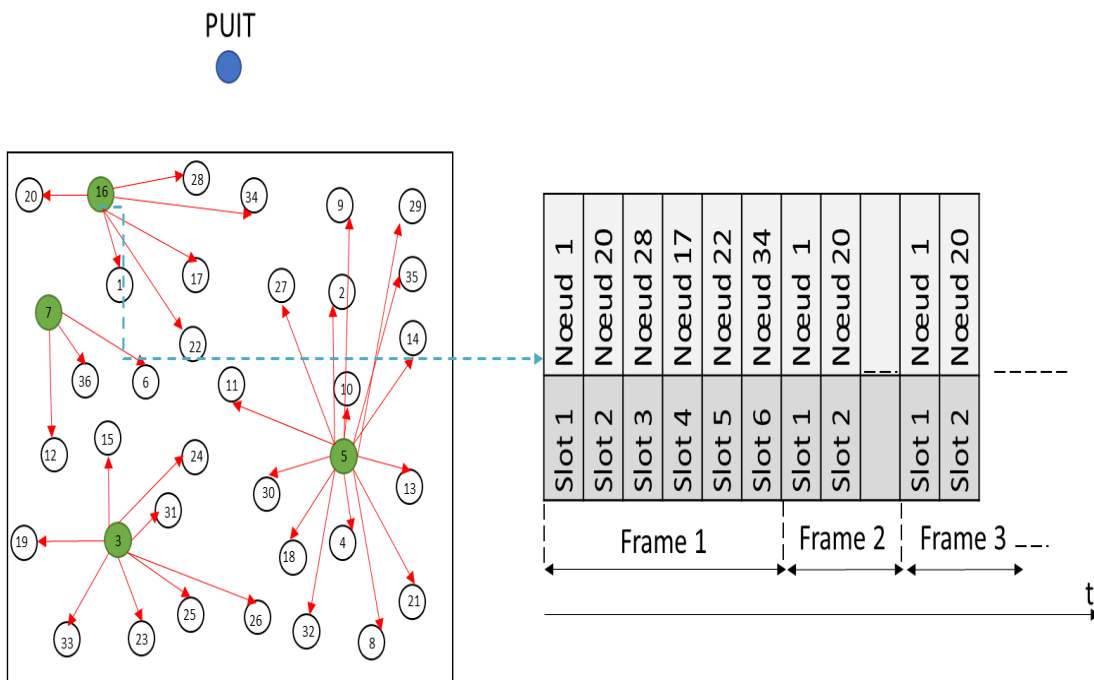 PUIT
20
16
28
34
9
29
1
17
27
2
35
7
22
14
36
6
11
10
12
15
24
5
30
13
19
3
31
18
4
33
23
25
26
32
8
21
Nœud 1
Nœud 20
Nœud 28
Nœud 17
Nœud 22
Nœud 34
Nœud 1
Nœud 20
Nœud 1
Nœud 20
Slot 1
Slot 2
Slot 3
Slot 4
Slot 5
Slot 6
Slot 1
Slot 2
Slot 1
Slot 2
Frame 1
Frame 2
Frame 3
t